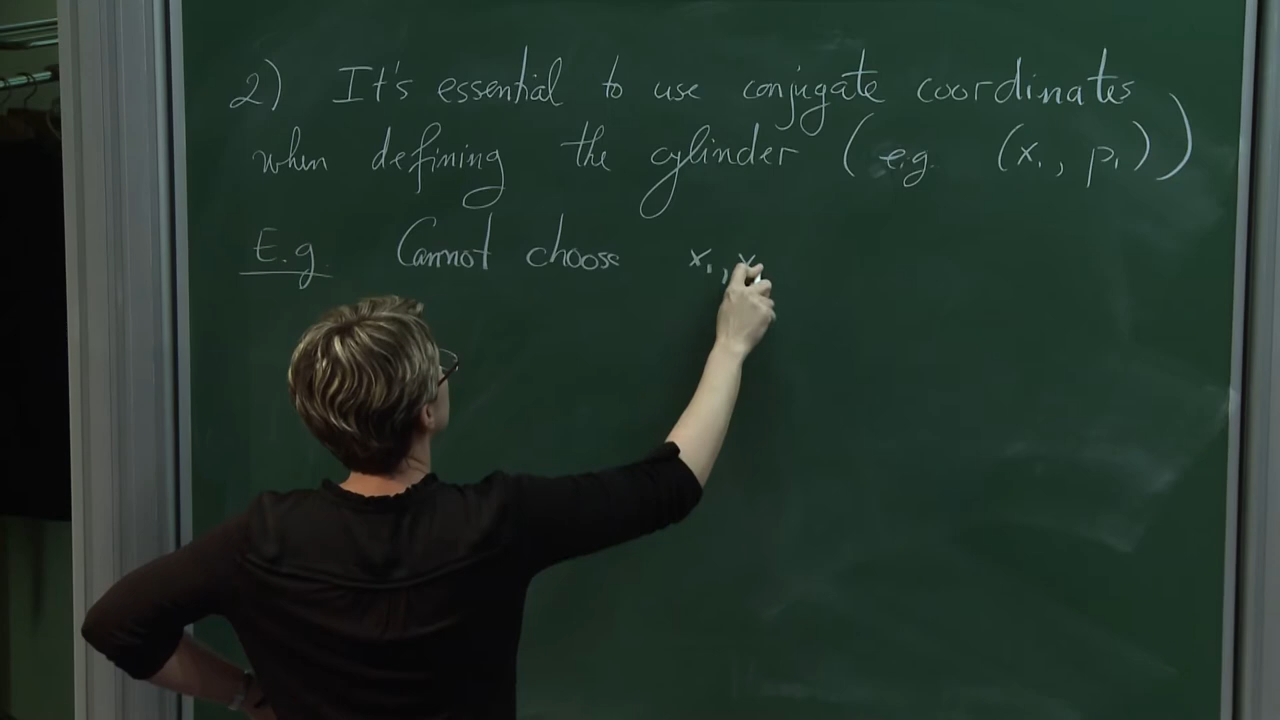 2) It's essential to use conjugate coordinates
when defining the cylinder (e.g. (x₁, p₁))
E.g. Cannot choose x₁, x